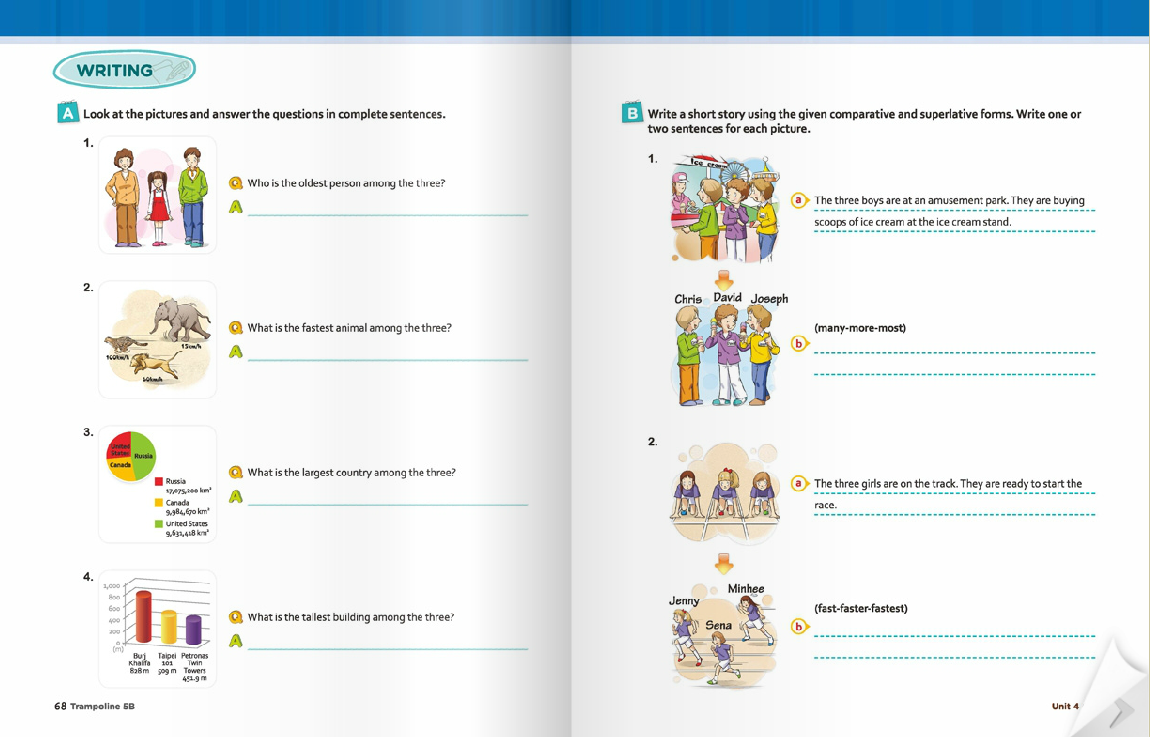 WRITING
A Look at the pictures and answer the questions in complete sentences.
1.
Q Who is the oldest person among the three?
A
2.
100km/h
15km/h
60km/h
Q What is the fastest animal among the three?
A
3.
United
States
Russia
Canada
Russia
17,075,200 km²
Canada
9,984,670 km²
United States
9,631,418 km²
Q What is the largest country among the three?
A
4.
1,000
800
600
400
200
0
(m)
Burj
Khalifa
828m
Taipei
101
509 m
Petronas
Twin
Towers
451.9 m
Q What is the tallest building among the three?
A
68 Trampoline 5B
B Write a short story using the given comparative and superlative forms. Write one or
two sentences for each picture.
1.
Ice cream
a The three boys are at an amusement park. They are buying
scoops of ice cream at the ice cream stand.
Chris David Joseph
(many-more-most)
b
2.
a The three girls are on the track. They are ready to start the
race.
Minhee
Jenny
Sena
(fast-faster-fastest)
b
Unit 4